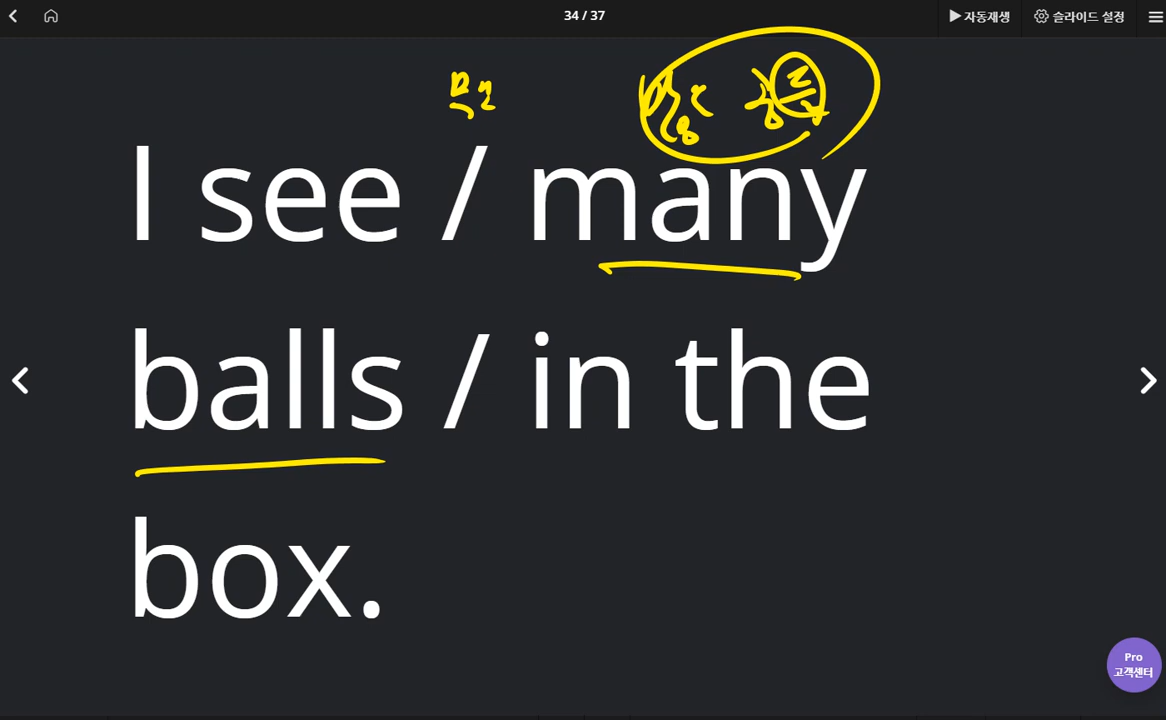 34 / 37
자동재생
슬라이드 설정
I see / many
balls / in the
box.
Pro
고객센터